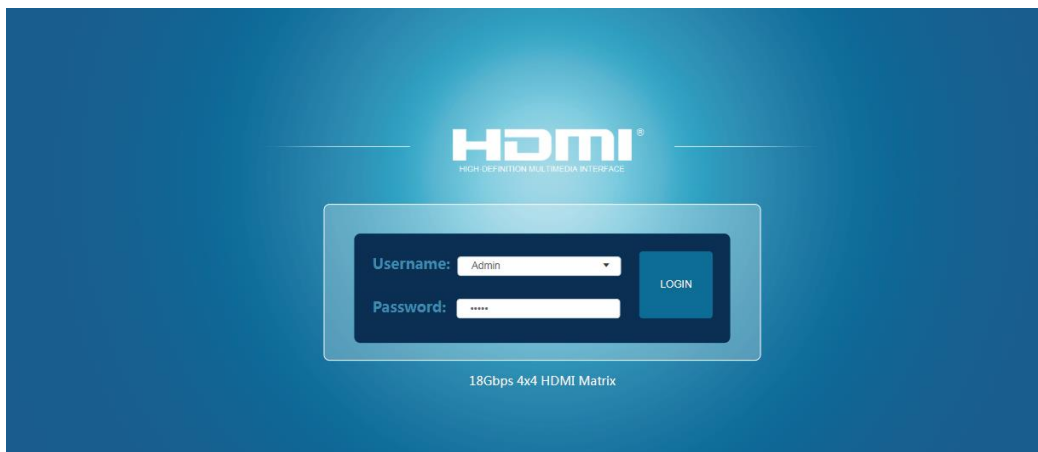 HDMI®
HIGH-DEFINITION MULTIMEDIA INTERFACE
Username: Admin
LOGIN
Password: •••••
18Gbps 4x4 HDMI Matrix